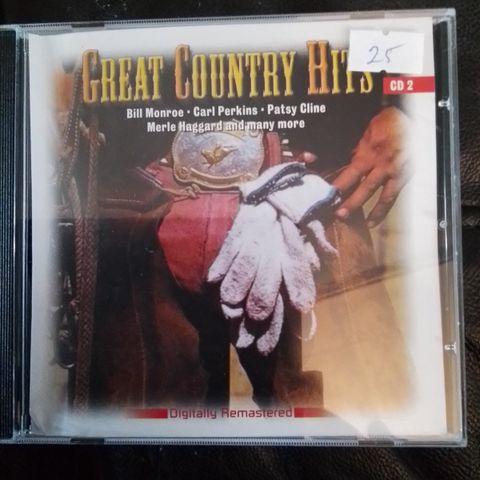 GREAT COUNTRY HITS
25
CD 2
Bill Monroe • Carl Perkins • Patsy Cline
Merle Haggard and many more
Digitally Remastered